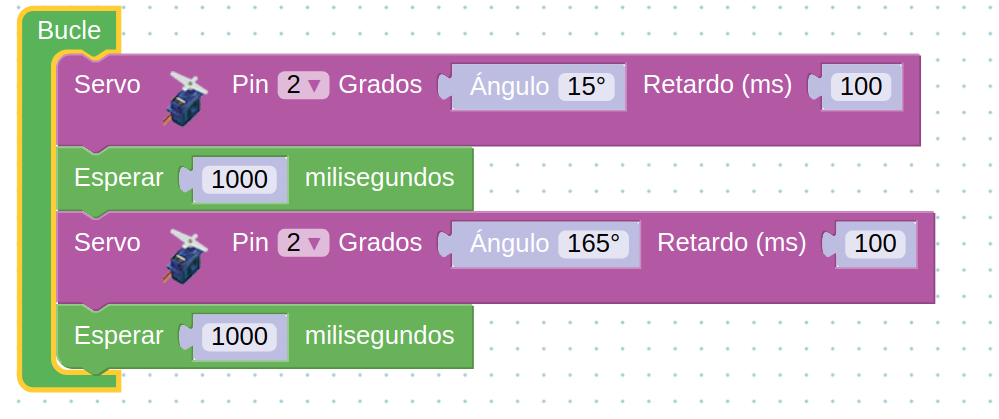 Bucle
Servo Pin 2 ▼ Grados Ángulo 15° Retardo (ms) 100
Esperar 1000 milisegundos
Servo Pin 2 ▼ Grados Ángulo 165° Retardo (ms) 100
Esperar 1000 milisegundos